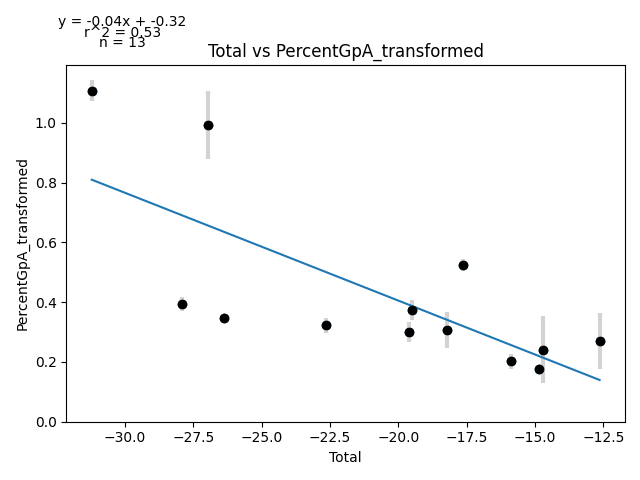 y = -0.04x + -0.32
r^2 = 0.53
n = 13
Total vs PercentGpA_transformed
PercentGpA_transformed
1.0
0.8
0.6
0.4
0.2
0.0
−30.0 −27.5 −25.0 −22.5 −20.0 −17.5 −15.0 −12.5
Total